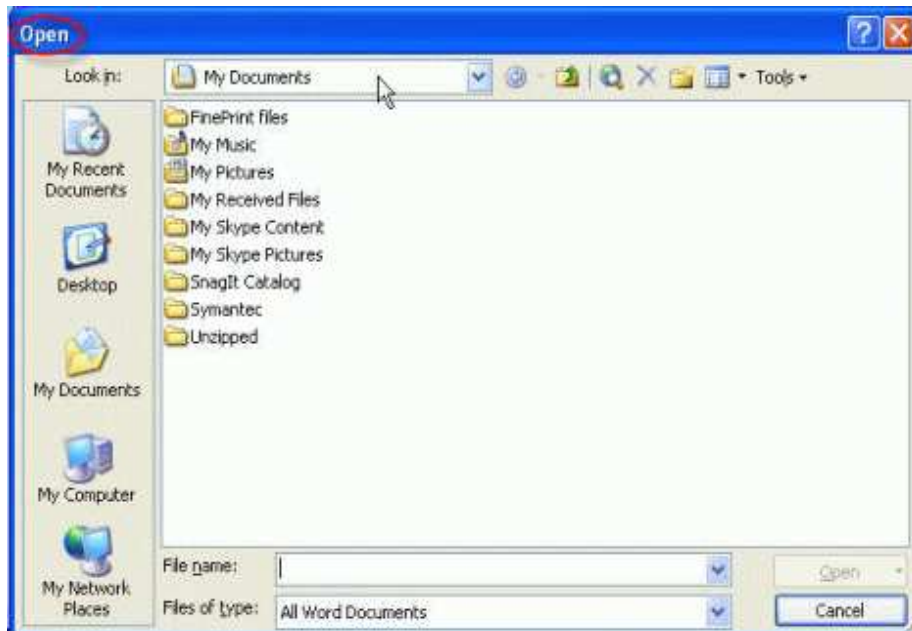 Open
Look in:
My Documents
Tools
My Recent
Documents
Desktop
My Documents
My Computer
My Network
Places
FinePrint files
My Music
My Pictures
My Received Files
My Skype Content
My Skype Pictures
SnagIt Catalog
Symantec
Unzipped
File name:
Open
Files of type:
All Word Documents
Cancel